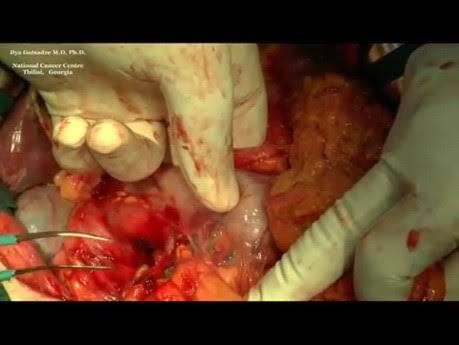 Ilya Gotsadze M.D, Ph.D.
National Cancer Centre
Tbilisi, Georgia